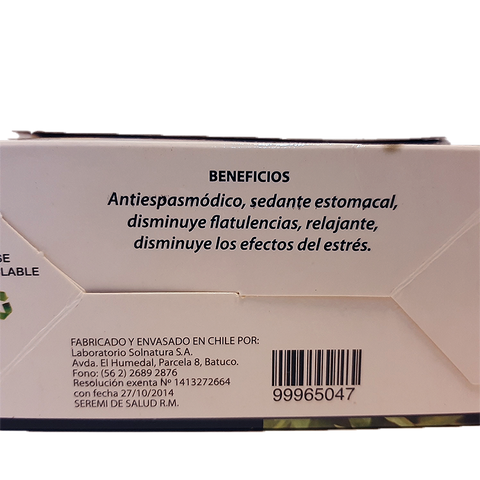 BENEFICIOS
Antiespasmódico, sedante estomacal,
disminuye flatulencias, relajante,
disminuye los efectos del estrés.
FABRICADO Y ENVASADO EN CHILE POR:
Laboratorio Solnatura S.A.
Avda. El Humedal, Parcela 8, Batuco.
Fono: (56 2) 2689 2876
Resolución exenta Nº 1413272664
con fecha 27/10/2014
SEREMI DE SALUD R.M.
99965047